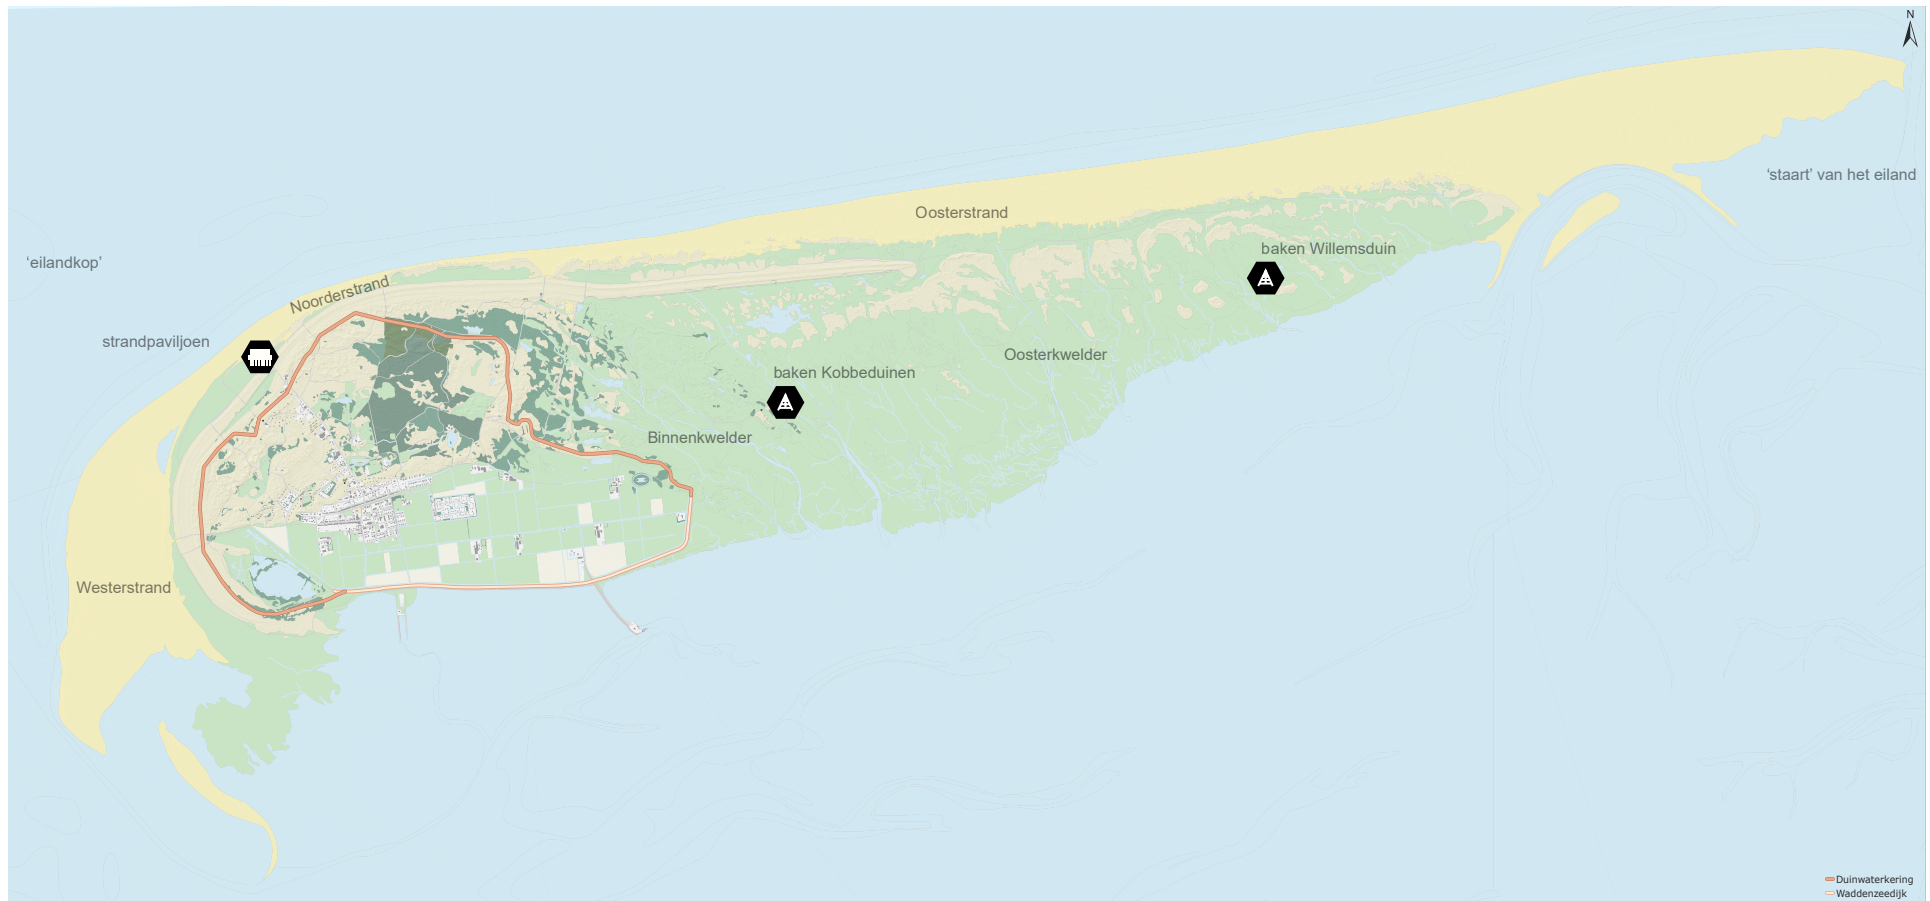 N
'staart' van het eiland
Oosterstrand
baken Willemsduin
'eilandkop'
Noorderstrand
strandpaviljoen
Oosterkwelder
baken Kobbeduinen
Binnenkwelder
Westerstrand
Duinwaterkering
Waddenzeedijk